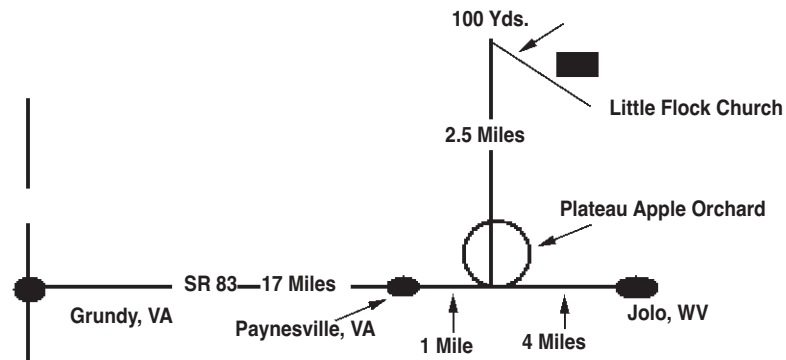 100 Yds.
Little Flock Church
2.5 Miles
Plateau Apple Orchard
SR 83
17 Miles
Grundy, VA
Paynesville, VA
1 Mile
4 Miles
Jolo, WV